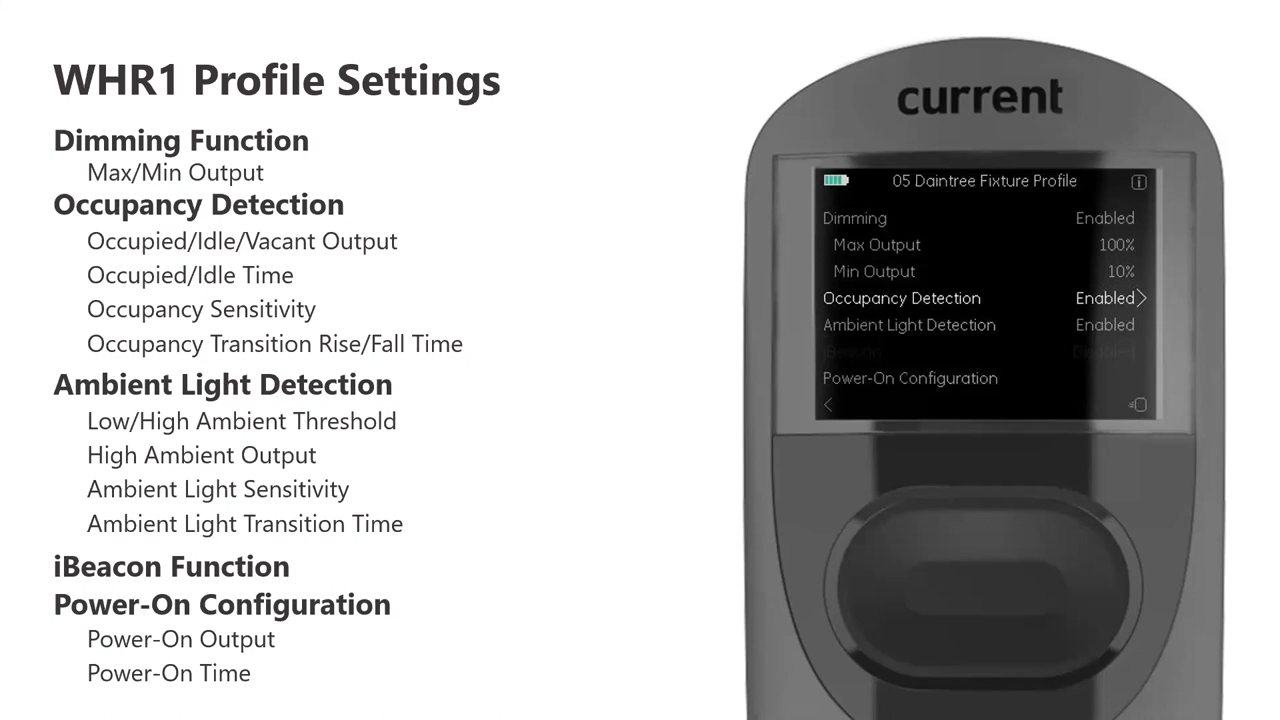 WHR1 Profile Settings
Dimming Function
Max/Min Output
Occupancy Detection
Occupied/Idle/Vacant Output
Occupied/Idle Time
Occupancy Sensitivity
Occupancy Transition Rise/Fall Time
Ambient Light Detection
Low/High Ambient Threshold
High Ambient Output
Ambient Light Sensitivity
Ambient Light Transition Time
iBeacon Function
Power-On Configuration
Power-On Output
Power-On Time
current
05 Daintree Fixture Profile
Dimming Enabled
Max Output 100%
Min Output 10%
Occupancy Detection Enabled
Ambient Light Detection Enabled
iBeacon Disabled
Power-On Configuration